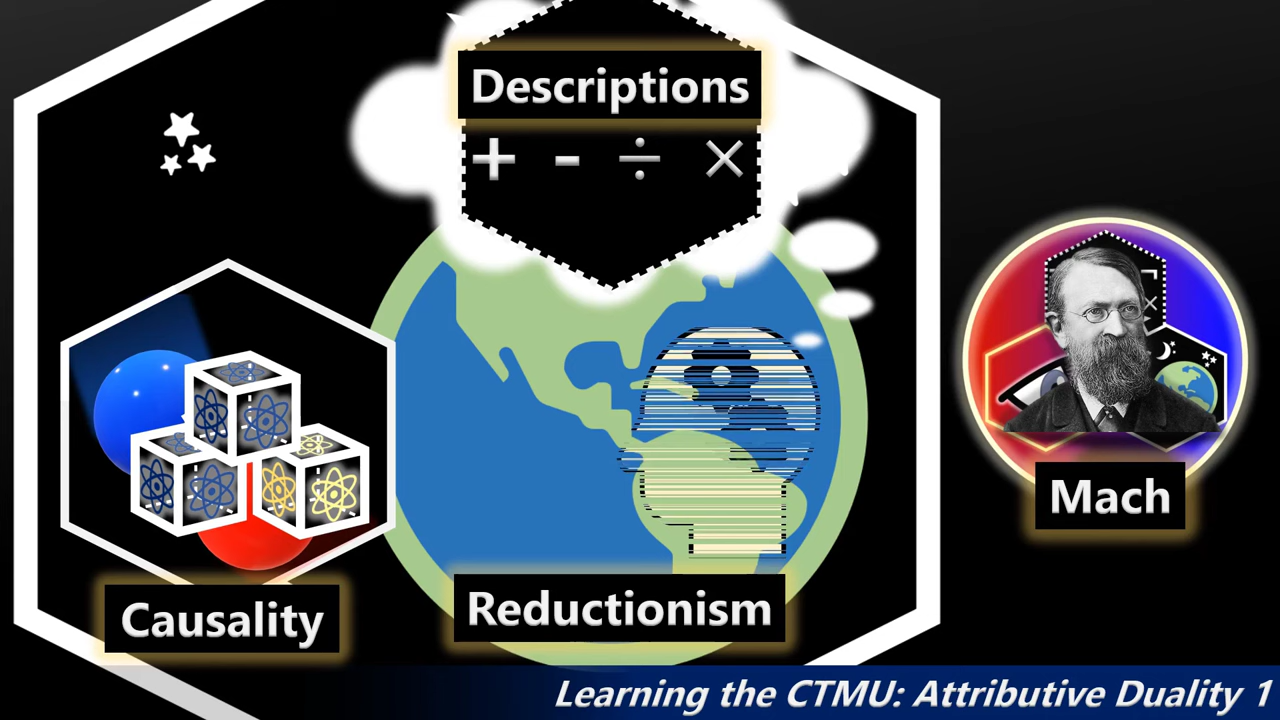 Descriptions
+ - ÷ ×
Causality
Reductionism
Mach
Learning the CTMU: Attributive Duality 1